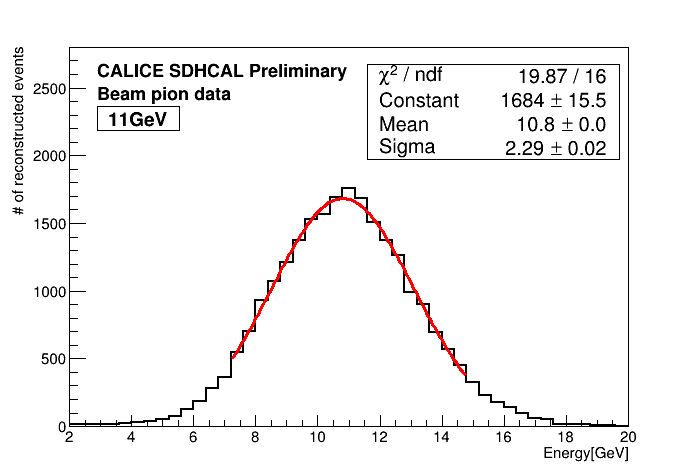 # of reconstructed events
CALICE SDHCAL Preliminary
Beam pion data
11GeV
χ² / ndf 19.87 / 16
Constant 1684 ± 15.5
Mean 10.8 ± 0.0
Sigma 2.29 ± 0.02
2500
2000
1500
1000
500
0
2 4 6 8 10 12 14 16 18 20
Energy[GeV]